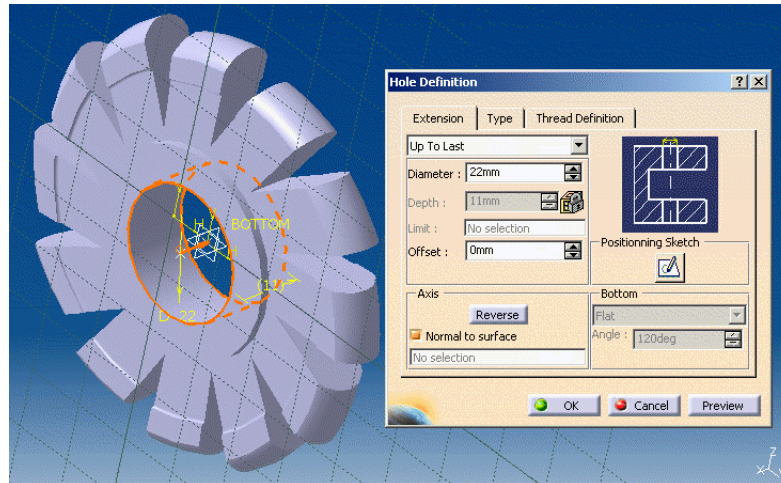 Hole Definition
? X
Extension Type Thread Definition
Up To Last
Diameter : 22mm
Depth : 11mm
Limit : No selection
Offset : 0mm
Positionning Sketch
Axis
Reverse
Normal to surface
No selection
Bottom
Flat
Angle : 120deg
OK Cancel Preview
H
BOTTOM
(11)
D 22
Z
X